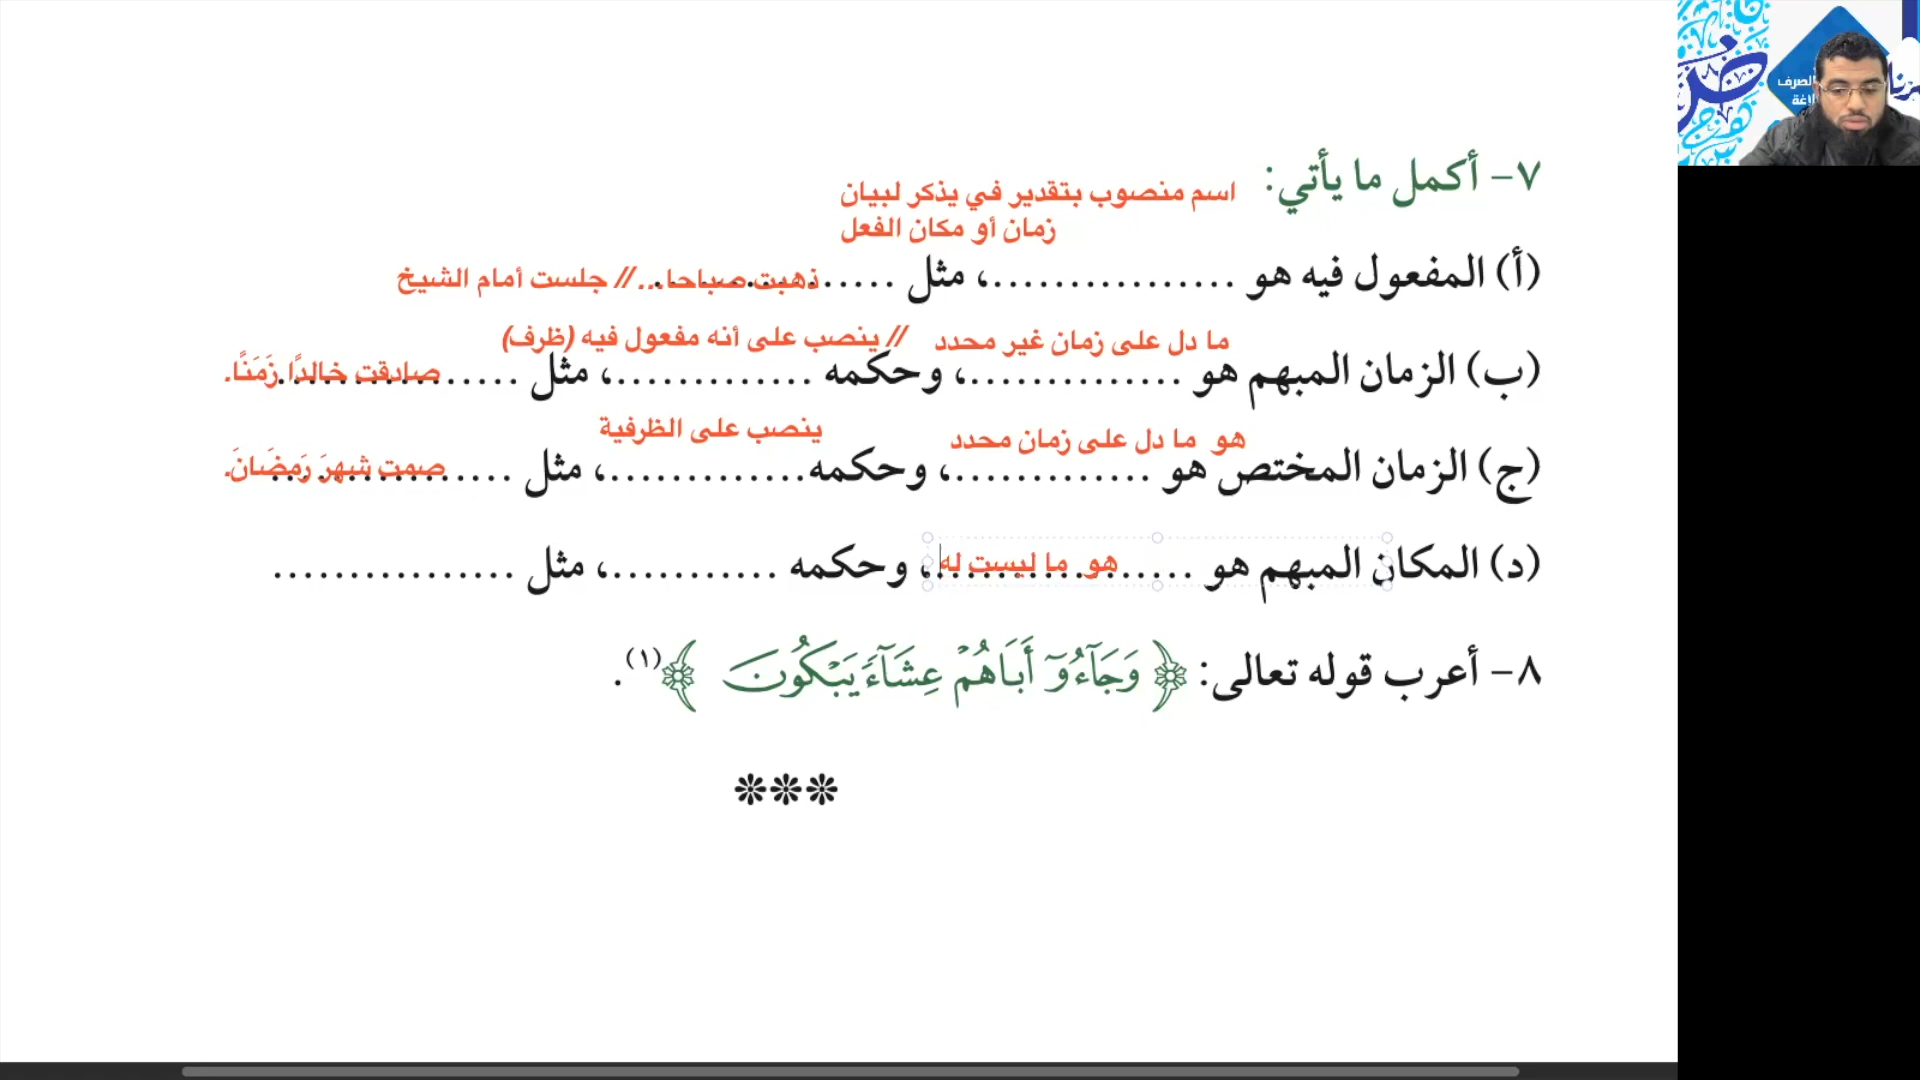 ٧- أكمل ما يأتي:
اسم منصوب بتقدير في يذكر لبيان
زمان أو مكان الفعل
(أ) المفعول فيه هو ................، مثل ................
ذهبت صباحا... // جلست أمام الشيخ
ما دل على زمان غير محدد // ينصب على أنه مفعول فيه (ظرف)
(ب) الزمان المبهم هو ..............، وحكمه .............، مثل ................
صادقت خالدًا زَمَنًا.
هو ما دل على زمان محدد
ينصب على الظرفية
(ج) الزمان المختص هو .............، وحكمه.............، مثل ................
صمت شهرَ رَمضَانَ.
(د) المكان المبهم هو .................، وحكمه ...........، مثل ................
هو ما ليست له
٨- أعرب قوله تعالى: ﴿ وَجَآءُوٓ أَبَاهُمْ عِشَآءً يَبْكُونَ ﴾(١).
***
الصرف